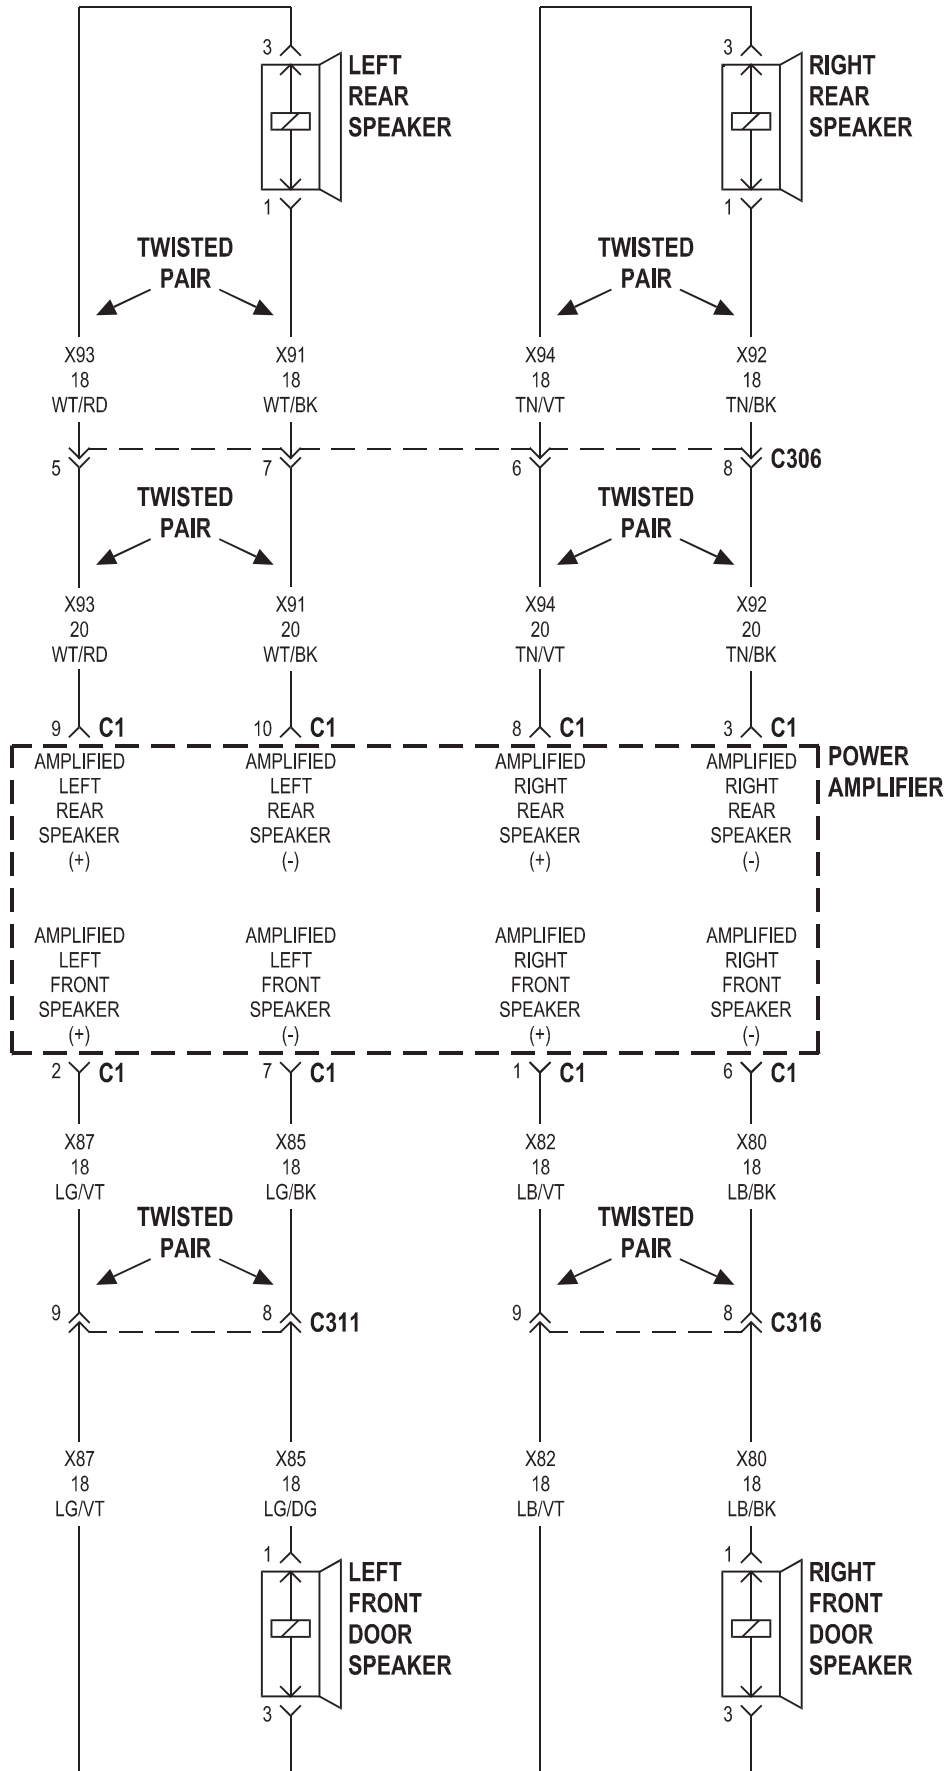 3
LEFT
REAR
SPEAKER
1
3
RIGHT
REAR
SPEAKER
1
TWISTED
PAIR
TWISTED
PAIR
X93
18
WT/RD
X91
18
WT/BK
X94
18
TN/VT
X92
18
TN/BK
5
7
6
8
C306
TWISTED
PAIR
TWISTED
PAIR
X93
20
WT/RD
X91
20
WT/BK
X94
20
TN/VT
X92
20
TN/BK
9 C1
10 C1
8 C1
3 C1
POWER
AMPLIFIER
AMPLIFIED
LEFT
REAR
SPEAKER
(+)
AMPLIFIED
LEFT
REAR
SPEAKER
(-)
AMPLIFIED
RIGHT
REAR
SPEAKER
(+)
AMPLIFIED
RIGHT
REAR
SPEAKER
(-)
AMPLIFIED
LEFT
FRONT
SPEAKER
(+)
AMPLIFIED
LEFT
FRONT
SPEAKER
(-)
AMPLIFIED
RIGHT
FRONT
SPEAKER
(+)
AMPLIFIED
RIGHT
FRONT
SPEAKER
(-)
2 C1
7 C1
1 C1
6 C1
X87
18
LG/VT
X85
18
LG/BK
X82
18
LB/VT
X80
18
LB/BK
TWISTED
PAIR
TWISTED
PAIR
9
8
C311
9
8
C316
X87
18
LG/VT
X85
18
LG/DG
X82
18
LB/VT
X80
18
LB/BK
1
LEFT
FRONT
DOOR
SPEAKER
3
1
RIGHT
FRONT
DOOR
SPEAKER
3